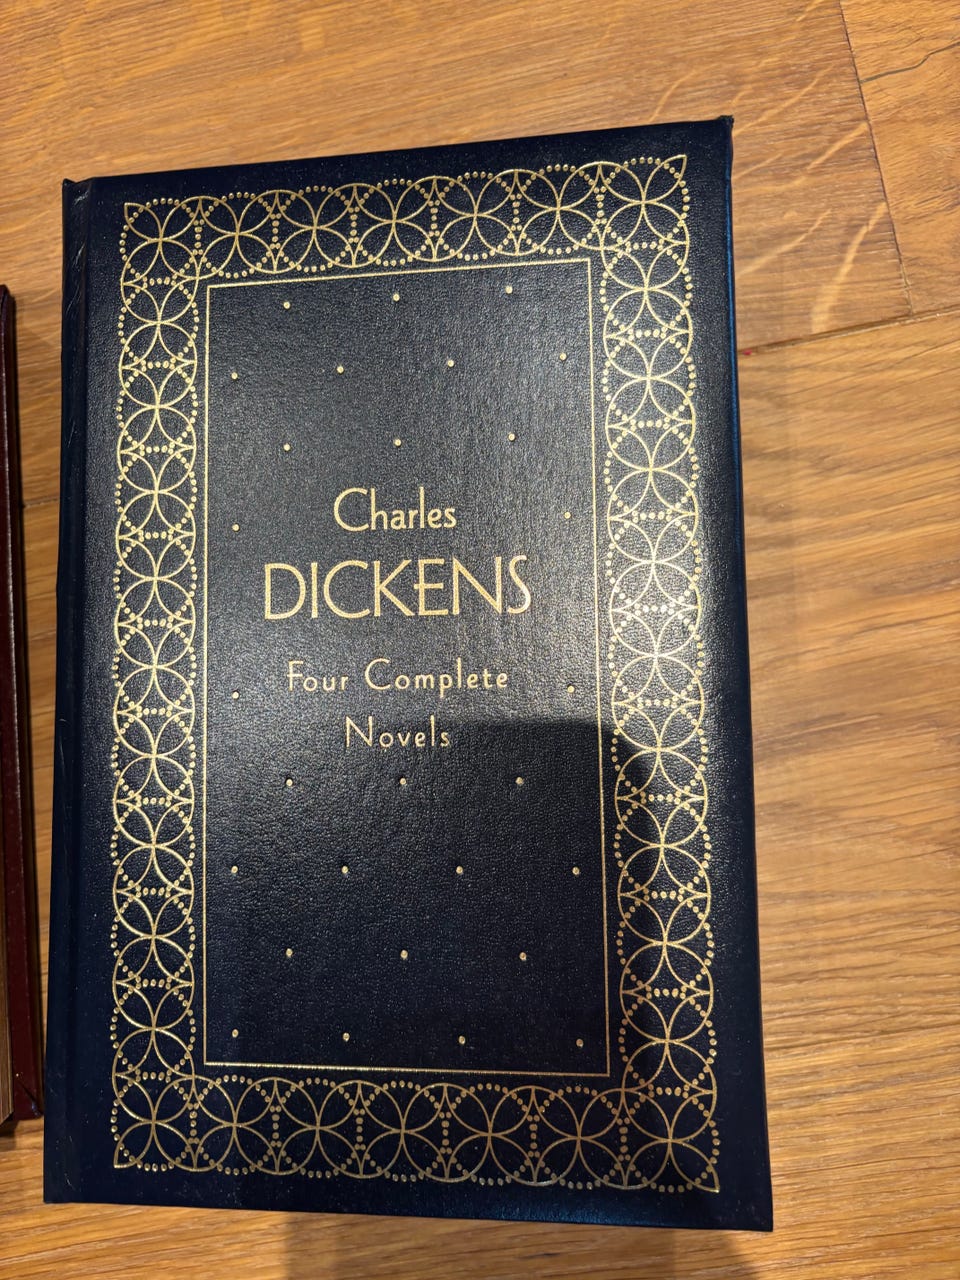 Charles
DICKENS
Four Complete
Novels